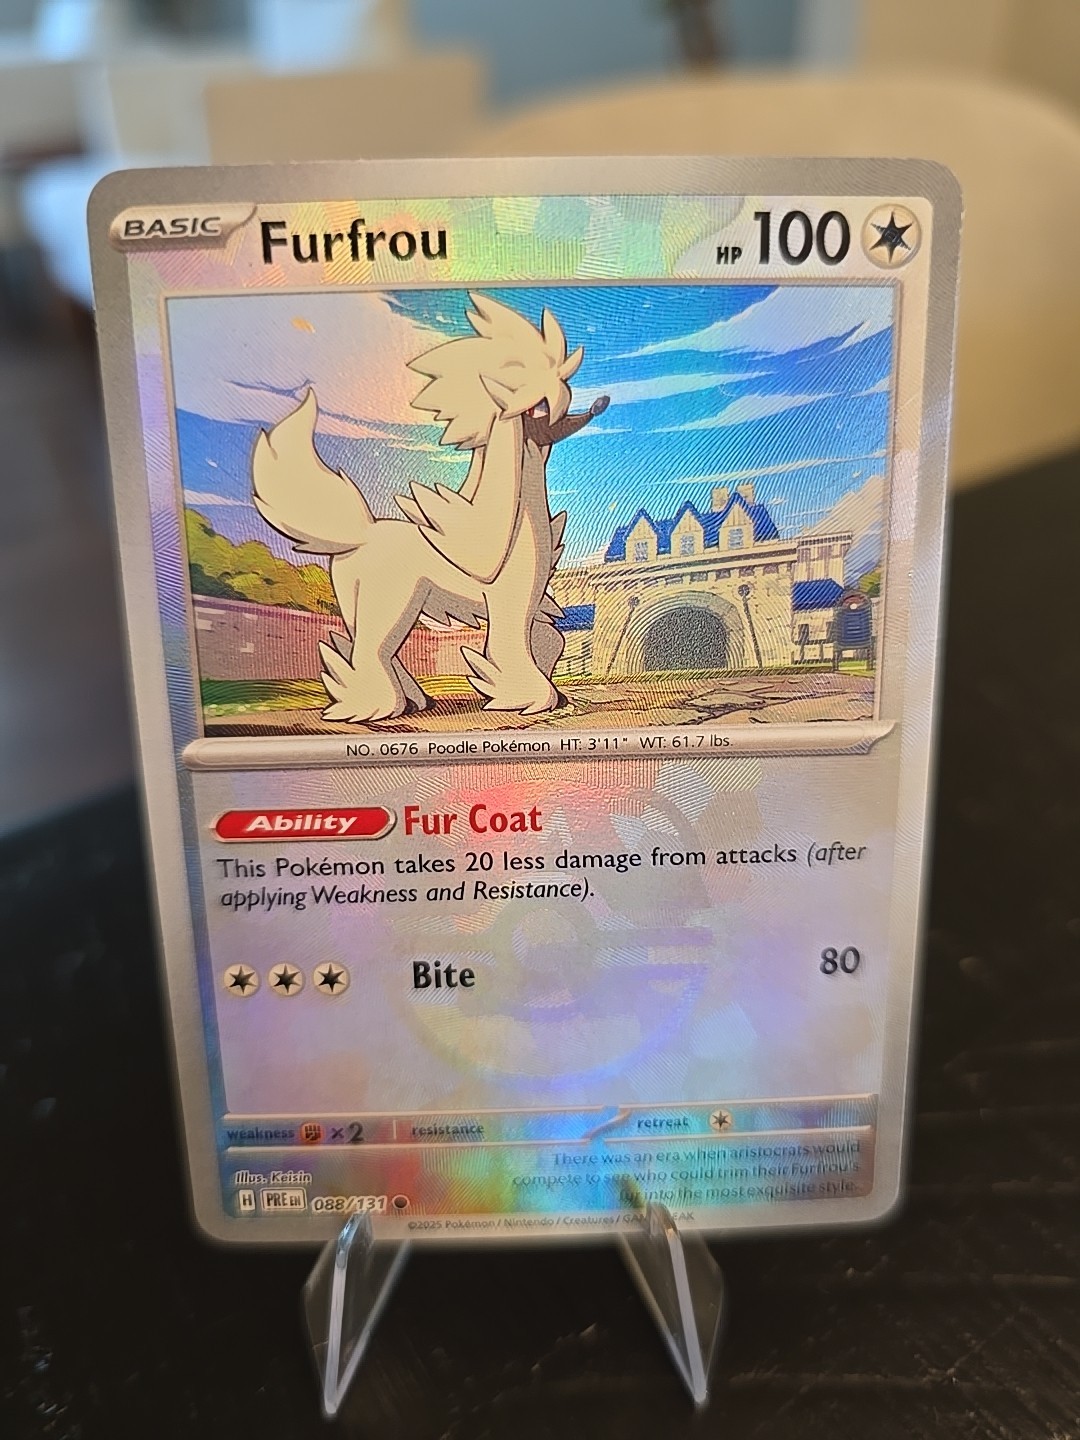 BASIC Furfrou HP 100
NO. 0676 Poodle Pokémon HT: 3'11" WT: 61.7 lbs.
Ability Fur Coat
This Pokémon takes 20 less damage from attacks (after
applying Weakness and Resistance).
Bite 80
weakness ×2 resistance retreat
There was an era when aristocrats would
compete to see who could trim their Furfrou's
fur into the most exquisite style.
Illus. Keisin
H PRE EN 088/131
©2025 Pokémon / Nintendo / Creatures / GAME FREAK